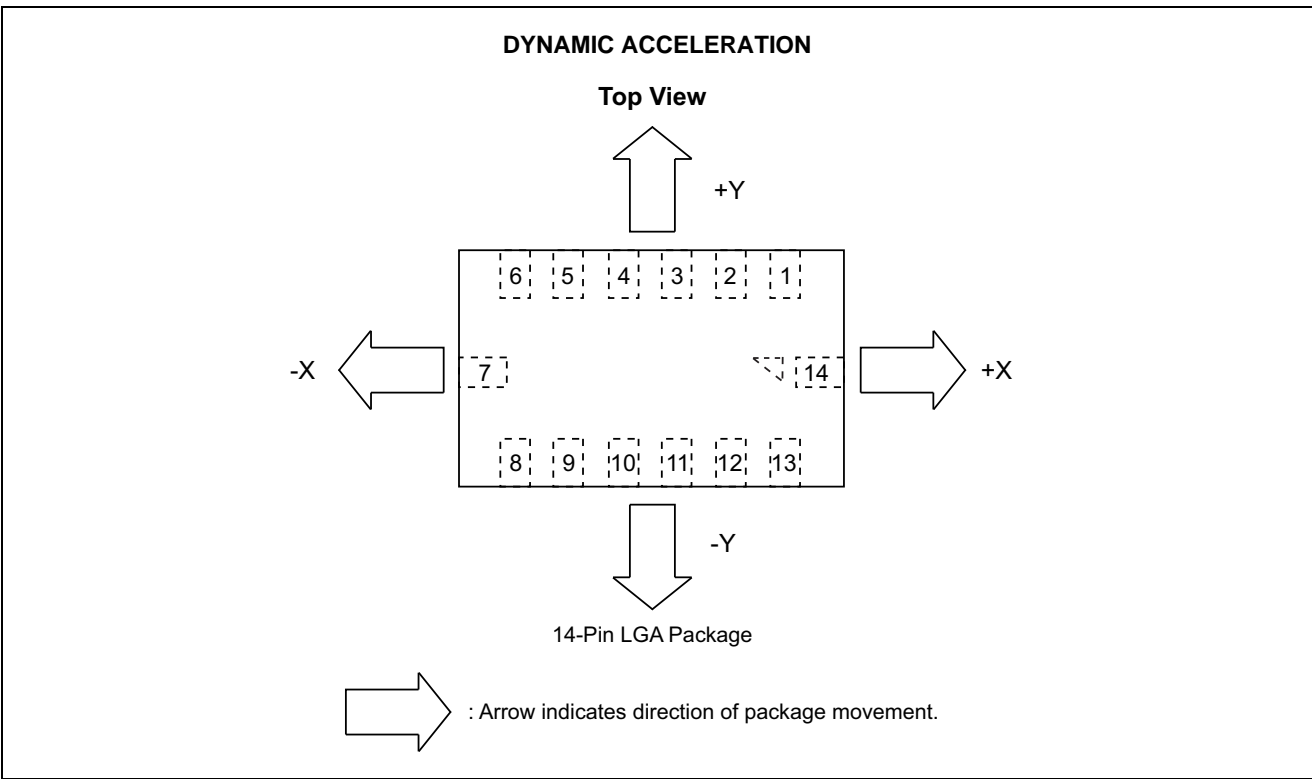 DYNAMIC ACCELERATION
Top View
+Y
6 5 4 3 2 1
-X 7 14 +X
8 9 10 11 12 13
-Y
14-Pin LGA Package
: Arrow indicates direction of package movement.